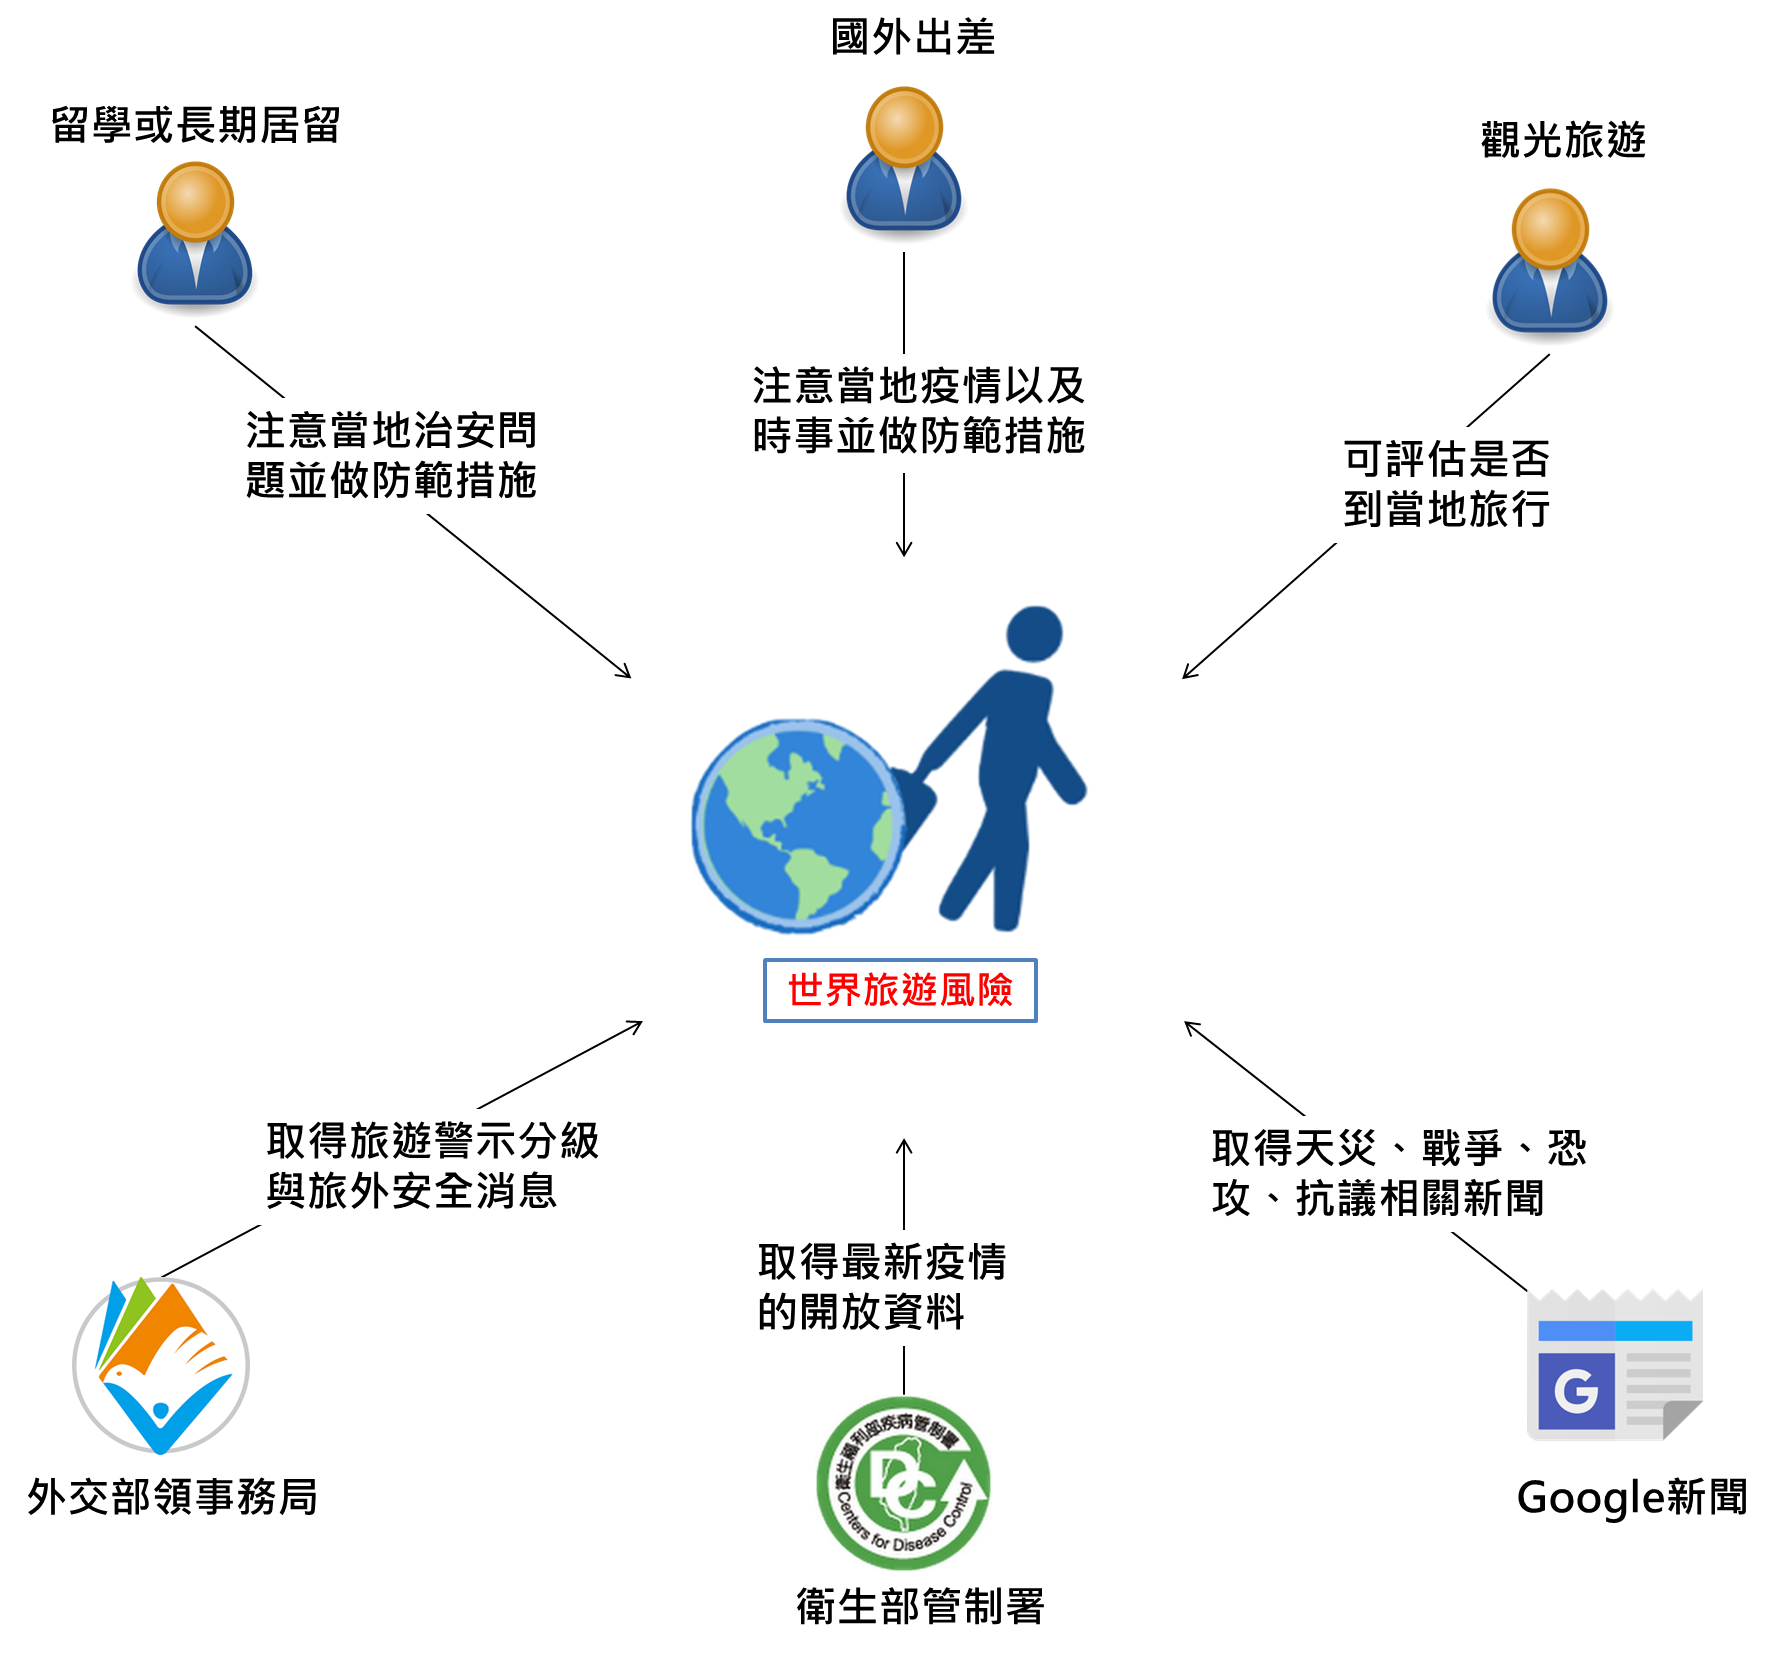 國外出差
留學或長期居留
觀光旅遊
注意當地疫情以及
時事並做防範措施
注意當地治安問
題並做防範措施
可評估是否
到當地旅行
世界旅遊風險
取得旅遊警示分級
與旅外安全消息
取得天災、戰爭、恐
攻、抗議相關新聞
取得最新疫情
的開放資料
G
衛生福利部疾病管制署
DC
Centers for Disease Control
外交部領事務局
Google新聞
衛生部管制署